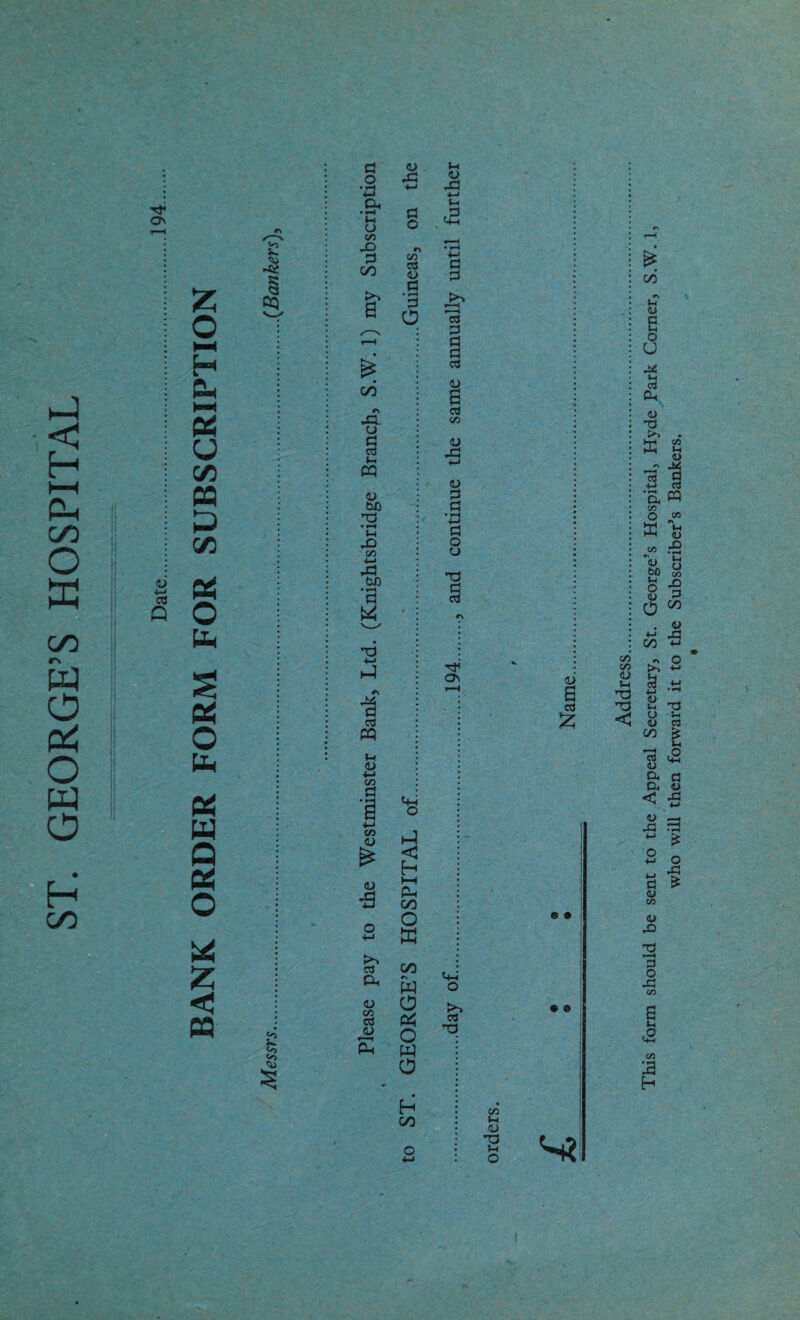 ST. GEORGE'S HOSPITAL
Date..............................194......
BANK ORDER FOR SUBSCRIPTION
Messrs.......................................................(Bankers),
..............................................................
Please pay to the Westminster Bank, Ltd. (Knightsbridge Branch, S.W. 1) my Subscription
to ST. GEORGE'S HOSPITAL of.......................................................Guineas, on the
....................day of..............................194........, and continue the same annually until further
orders.
£ : :
Name..............................................................
Address..............................................................
This form should be sent to the Appeal Secretary, St. George's Hospital, Hyde Park Corner, S.W. 1,
who will then forward it to the Subscriber's Bankers.